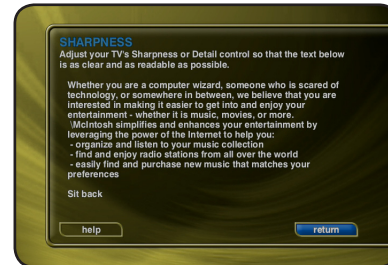 SHARPNESS
Adjust your TV's Sharpness or Detail control so that the text below
is as clear and as readable as possible.
Whether you are a computer wizard, someone who is scared of
technology, or somewhere in between, we believe that you are
interested in making it easier to get into and enjoy your
entertainment - whether it is music, movies, or more.
\McIntosh simplifies and enhances your entertainment by
leveraging the power of the Internet to help you:
- organize and listen to your music collection
- find and enjoy radio stations from all over the world
- easily find and purchase new music that matches your
preferences
Sit back
help
return